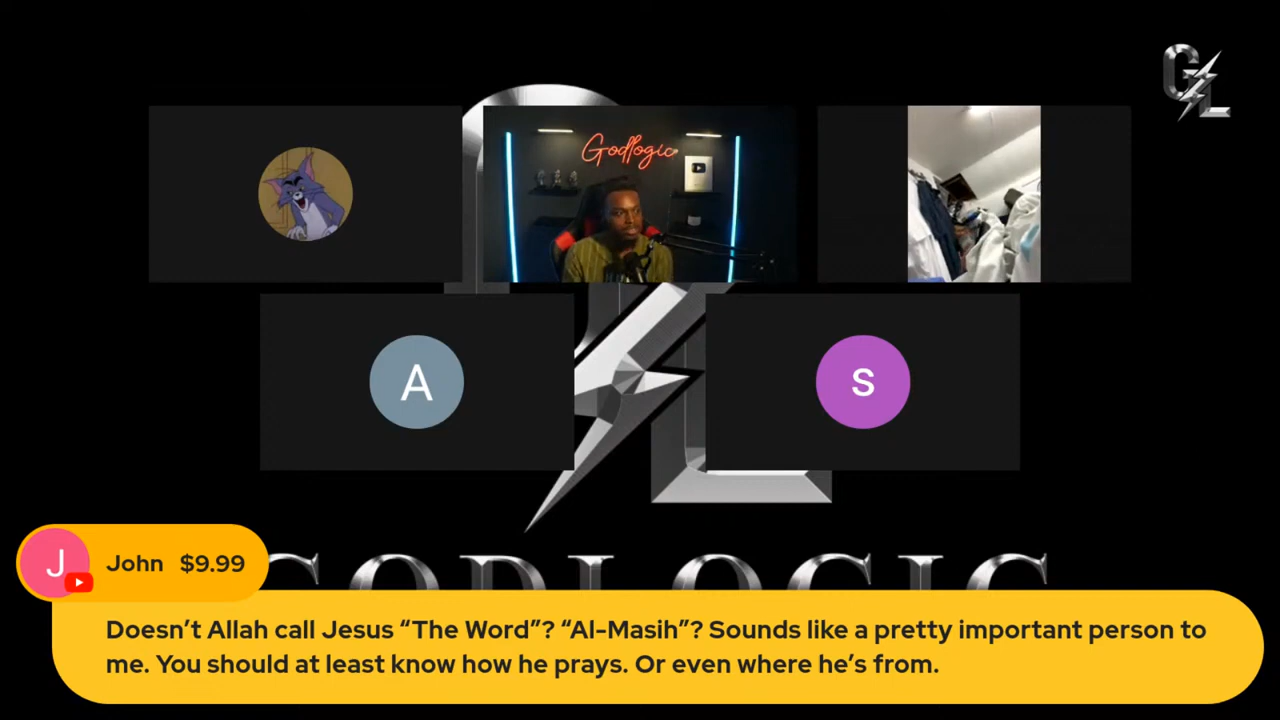 GL
Godlogic
A
S
GODLOGIC
J
John $9.99
Doesn’t Allah call Jesus “The Word”? “Al-Masih”? Sounds like a pretty important person to
me. You should at least know how he prays. Or even where he’s from.